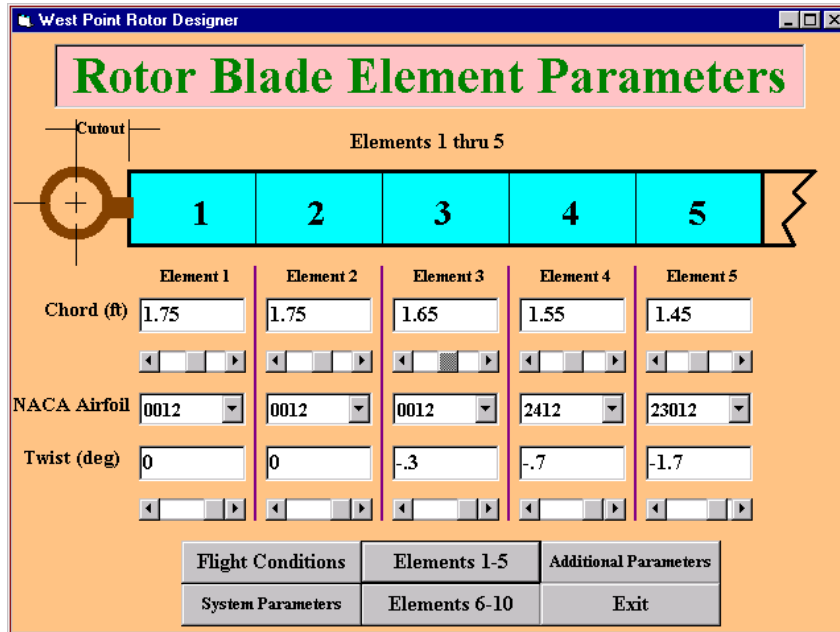 West Point Rotor Designer
Rotor Blade Element Parameters
Cutout
Elements 1 thru 5
1 2 3 4 5
Element 1 Element 2 Element 3 Element 4 Element 5
Chord (ft) 1.75 1.75 1.65 1.55 1.45
NACA Airfoil 0012 0012 0012 2412 23012
Twist (deg) 0 0 -.3 -.7 -1.7
Flight Conditions Elements 1-5 Additional Parameters
System Parameters Elements 6-10 Exit